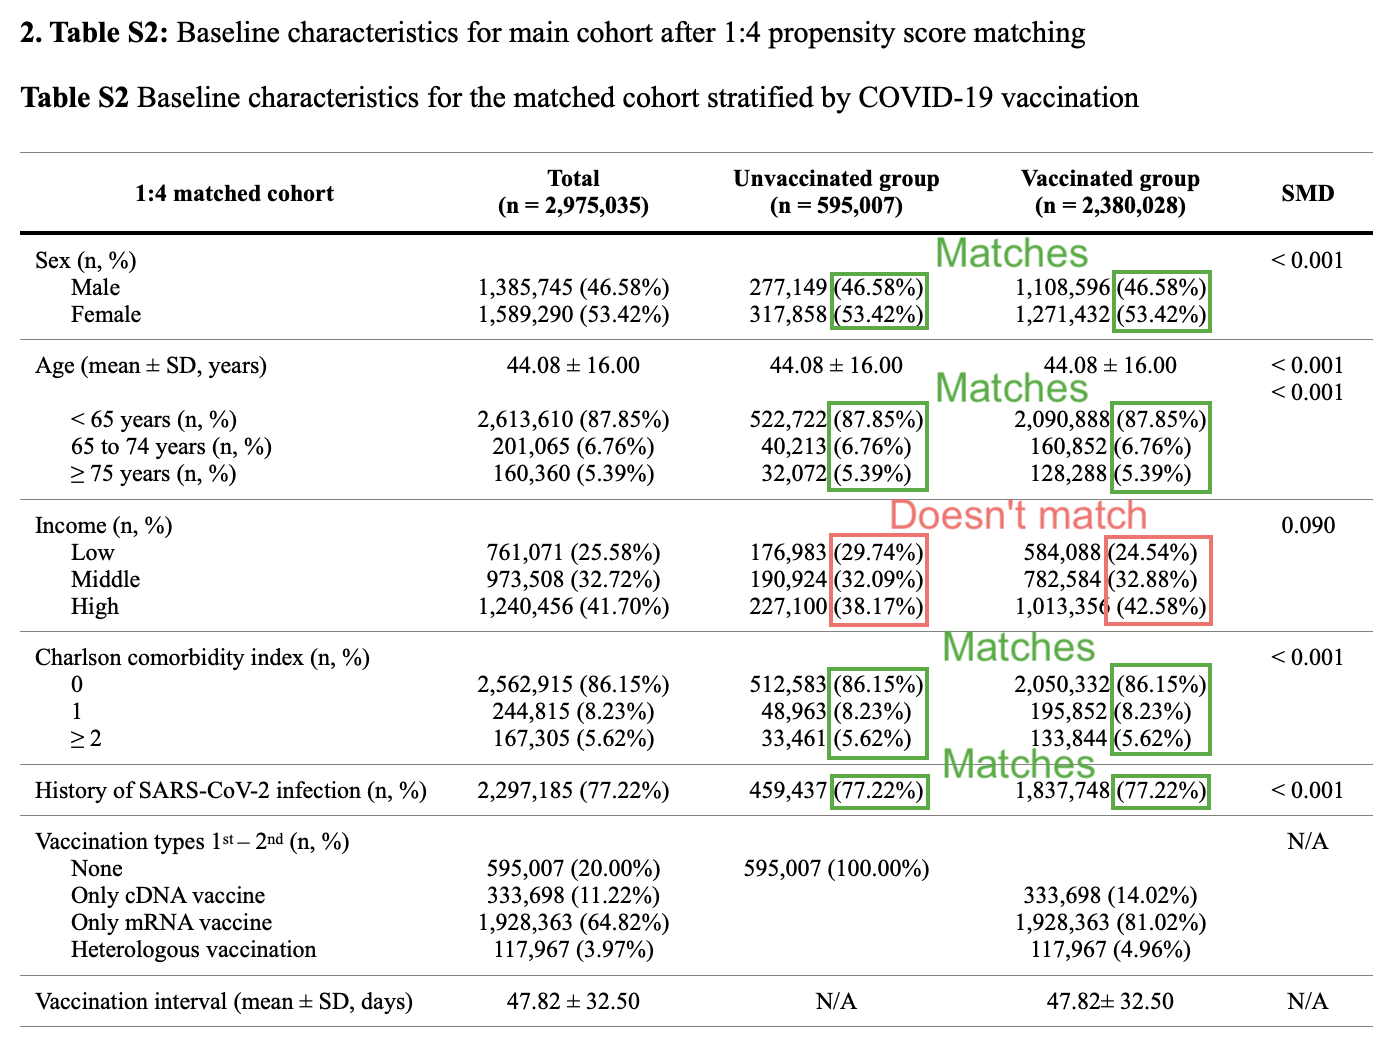 2. Table S2: Baseline characteristics for main cohort after 1:4 propensity score matching
Table S2 Baseline characteristics for the matched cohort stratified by COVID-19 vaccination
1:4 matched cohort Total (n = 2,975,035) Unvaccinated group (n = 595,007) Vaccinated group (n = 2,380,028) SMD
Matches
Sex (n, %) < 0.001
Male 1,385,745 (46.58%) 277,149 (46.58%) 1,108,596 (46.58%)
Female 1,589,290 (53.42%) 317,858 (53.42%) 1,271,432 (53.42%)
Age (mean ± SD, years) 44.08 ± 16.00 44.08 ± 16.00 44.08 ± 16.00 < 0.001
Matches < 0.001
< 65 years (n, %) 2,613,610 (87.85%) 522,722 (87.85%) 2,090,888 (87.85%)
65 to 74 years (n, %) 201,065 (6.76%) 40,213 (6.76%) 160,852 (6.76%)
≥ 75 years (n, %) 160,360 (5.39%) 32,072 (5.39%) 128,288 (5.39%)
Doesn't match
Income (n, %) 0.090
Low 761,071 (25.58%) 176,983 (29.74%) 584,088 (24.54%)
Middle 973,508 (32.72%) 190,924 (32.09%) 782,584 (32.88%)
High 1,240,456 (41.70%) 227,100 (38.17%) 1,013,356 (42.58%)
Matches
Charlson comorbidity index (n, %) < 0.001
0 2,562,915 (86.15%) 512,583 (86.15%) 2,050,332 (86.15%)
1 244,815 (8.23%) 48,963 (8.23%) 195,852 (8.23%)
≥ 2 167,305 (5.62%) 33,461 (5.62%) 133,844 (5.62%)
Matches
History of SARS-CoV-2 infection (n, %) 2,297,185 (77.22%) 459,437 (77.22%) 1,837,748 (77.22%) < 0.001
Vaccination types 1st – 2nd (n, %) N/A
None 595,007 (20.00%) 595,007 (100.00%)
Only cDNA vaccine 333,698 (11.22%) 333,698 (14.02%)
Only mRNA vaccine 1,928,363 (64.82%) 1,928,363 (81.02%)
Heterologous vaccination 117,967 (3.97%) 117,967 (4.96%)
Vaccination interval (mean ± SD, days) 47.82 ± 32.50 N/A 47.82± 32.50 N/A